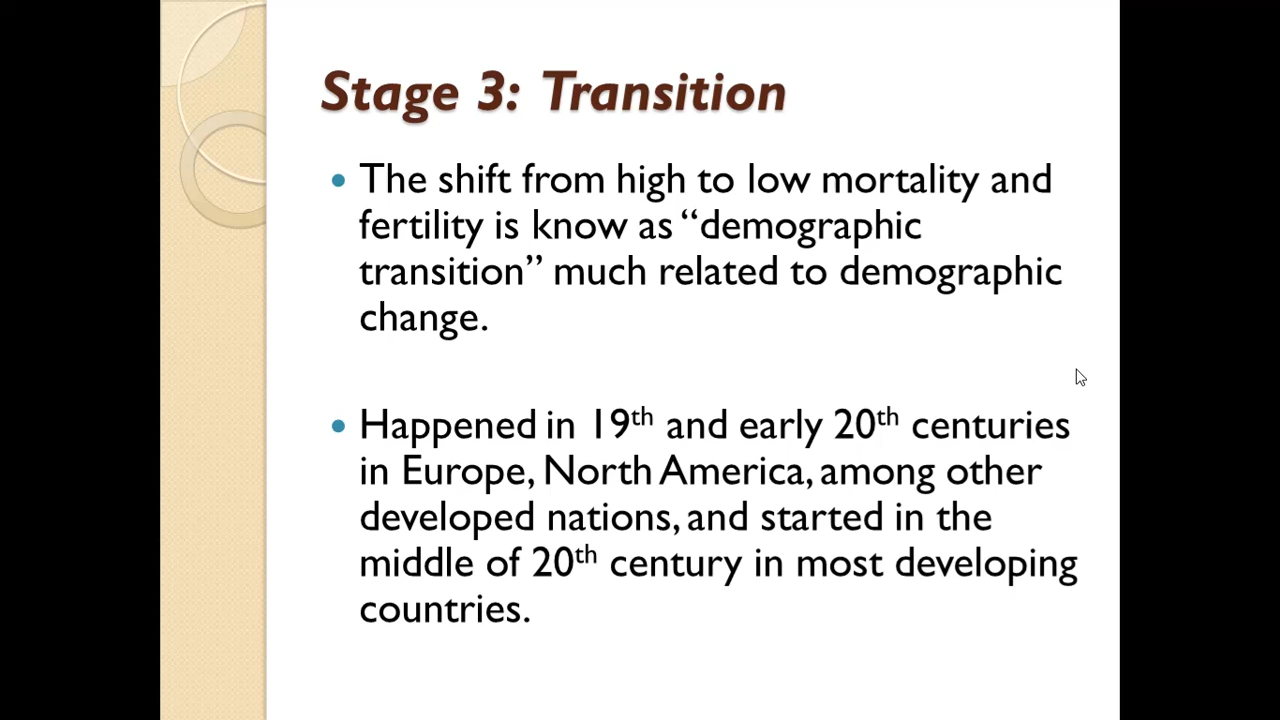 Stage 3: Transition
• The shift from high to low mortality and
fertility is know as “demographic
transition” much related to demographic
change.
• Happened in 19th and early 20th centuries
in Europe, North America, among other
developed nations, and started in the
middle of 20th century in most developing
countries.